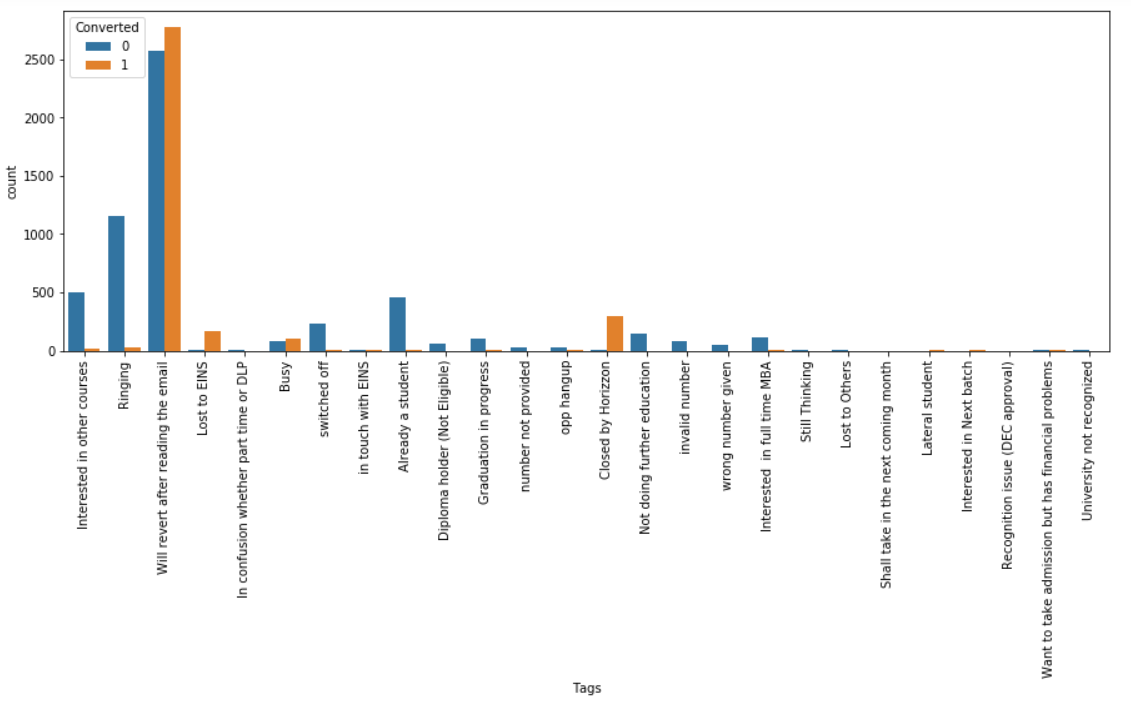 Converted
0
1
2500
2000
1500
1000
500
0
count
Interested in other courses
Ringing
Will revert after reading the email
Lost to EINS
In confusion whether part time or DLP
Busy
switched off
in touch with EINS
Already a student
Diploma holder (Not Eligible)
Graduation in progress
number not provided
opp hangup
Closed by Horizzon
Not doing further education
invalid number
wrong number given
Interested  in full time MBA
Still Thinking
Lost to Others
Shall take in the next coming month
Lateral student
Interested in Next batch
Recognition issue (DEC approval)
Want to take admission but has financial problems
University not recognized
Tags